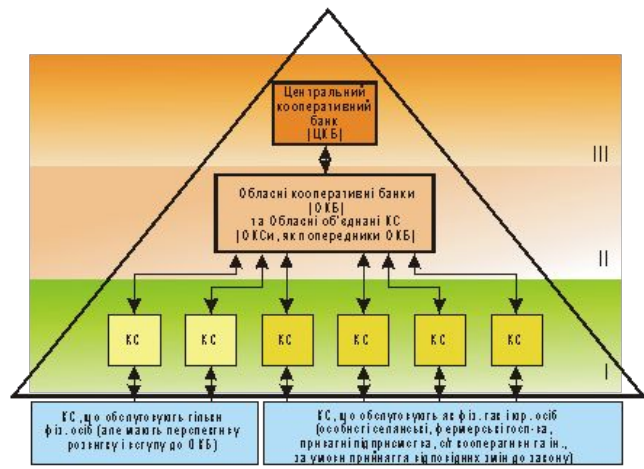 Центральний
кооперативний
банк
|ЦКБ|
III
Обласні кооперативні банки
|ОКБ|
та Обласні об'єднані КС
|ОКСи, як попередники ОКБ|
II
КС
КС
КС
КС
КС
КС
I
КС, що обслуговують тільки
фіз. осіб (але мають перспективу
розвитку і вступу до ОКБ)
КС, що обслуговують як фіз. так і юр. осіб
(особисті селянські, фермерські госп-ка,
приватні підприємства, с/г кооперативи та ін.,
за умови прийняття відповідних змін до закону)